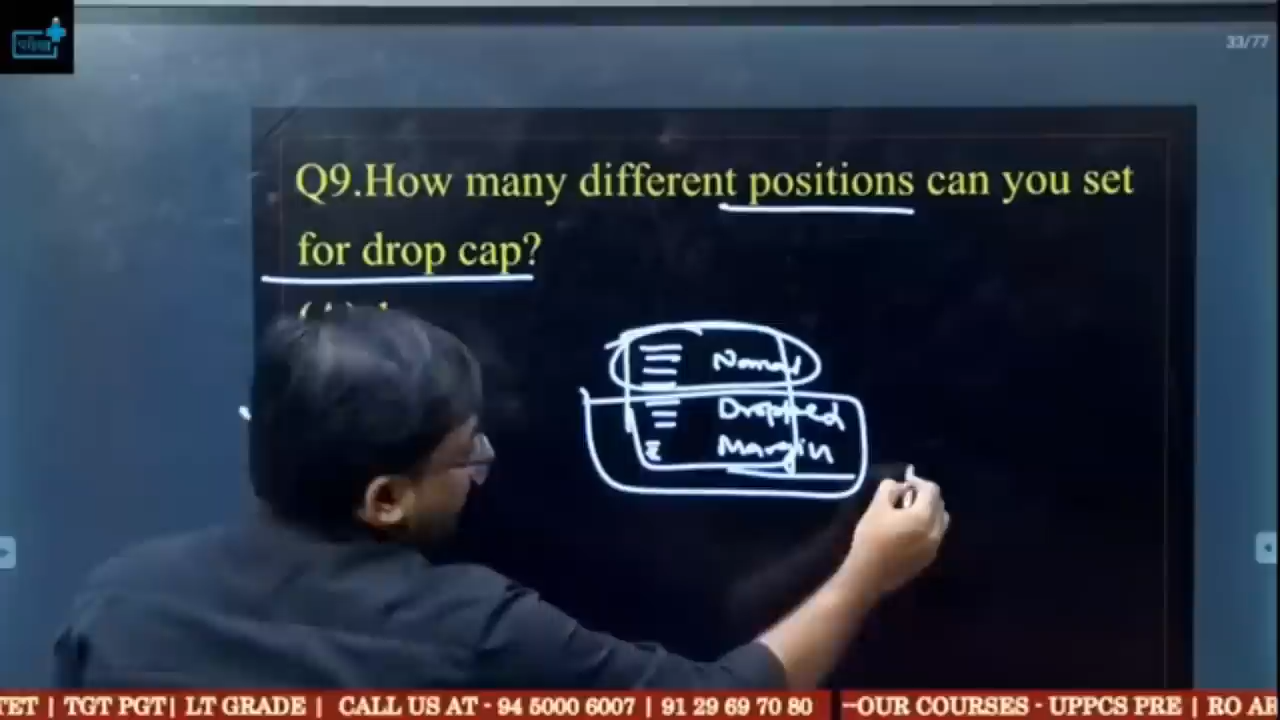 परीक्षा
33/77
Q9.How many different positions can you set
for drop cap?
Normal
Dropped
Margin
TET | TGT PGT| LT GRADE | CALL US AT - 94 5000 6007 | 91 29 69 70 80
-OUR COURSES - UPPCS PRE | RO AR